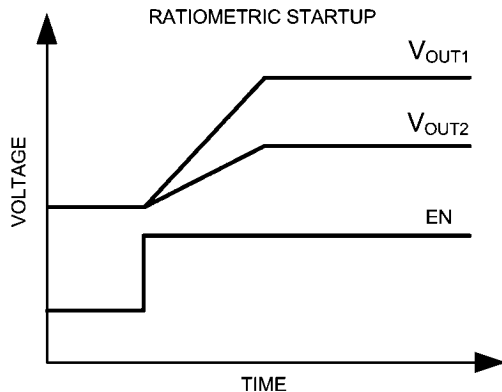 RATIOMETRIC STARTUP
VOUT1
VOUT2
VOLTAGE
EN
TIME